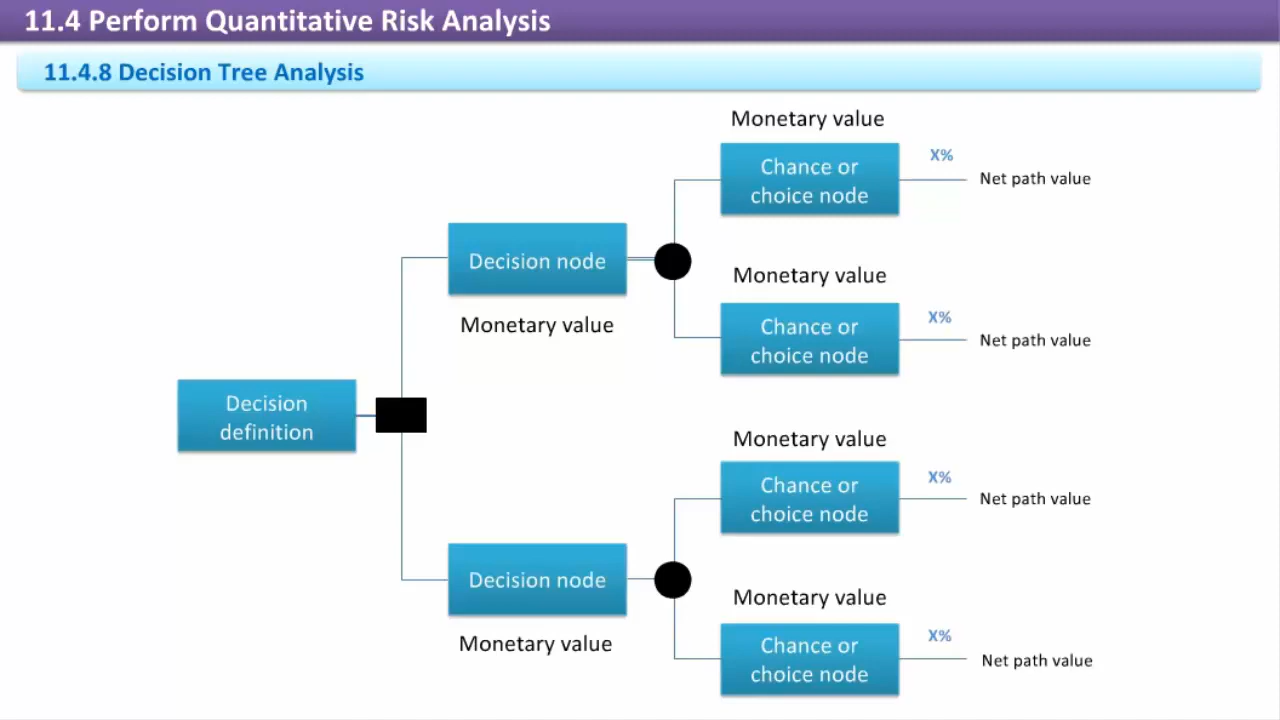 11.4 Perform Quantitative Risk Analysis
11.4.8 Decision Tree Analysis
Monetary value
Chance or
choice node
X%
Net path value
Decision node
Monetary value
Monetary value
Chance or
choice node
X%
Net path value
Decision
definition
Monetary value
Chance or
choice node
X%
Net path value
Decision node
Monetary value
Monetary value
Chance or
choice node
X%
Net path value